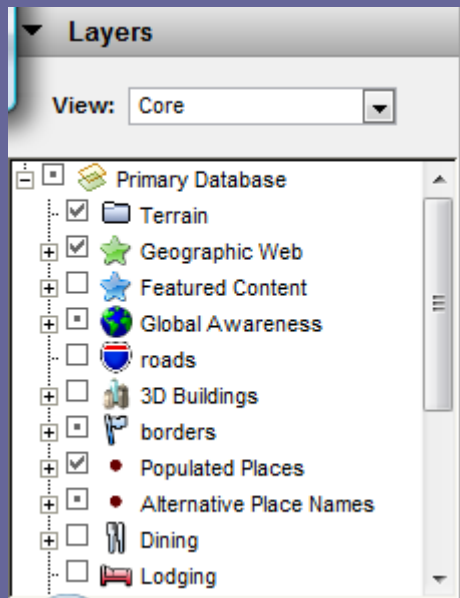 Layers
View: Core
Primary Database
Terrain
Geographic Web
Featured Content
Global Awareness
roads
3D Buildings
borders
Populated Places
Alternative Place Names
Dining
Lodging